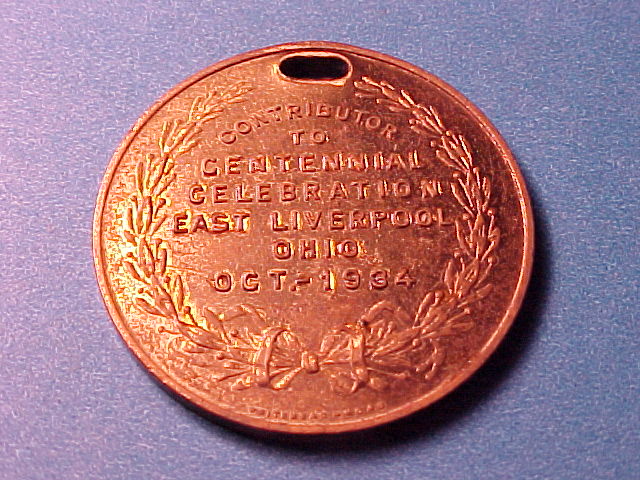 CONTRIBUTOR
TO
CENTENNIAL
CELEBRATION
EAST LIVERPOOL
OHIO
OCT.-1934